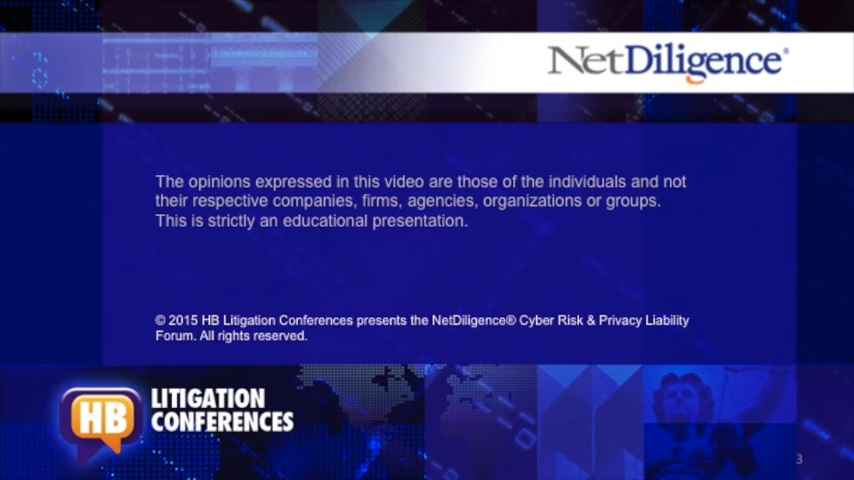 NetDiligence®
The opinions expressed in this video are those of the individuals and not
their respective companies, firms, agencies, organizations or groups.
This is strictly an educational presentation.
© 2015 HB Litigation Conferences presents the NetDiligence® Cyber Risk & Privacy Liability
Forum. All rights reserved.
HB
LITIGATION
CONFERENCES
3